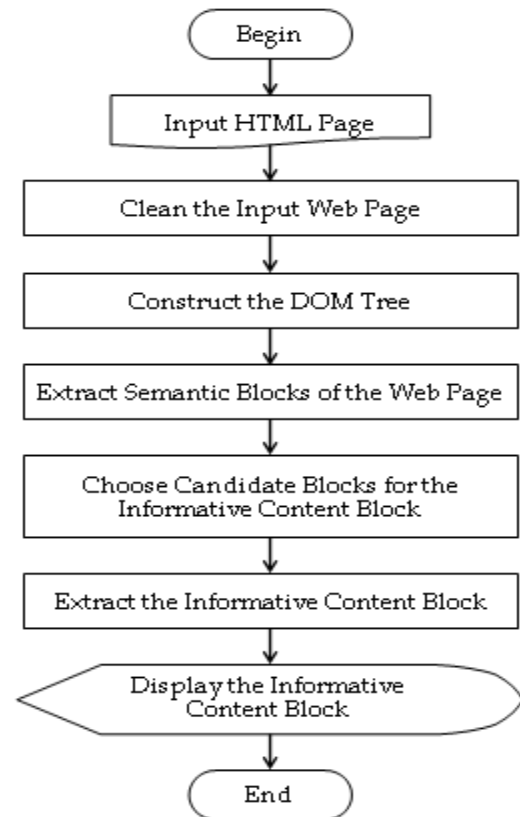 Begin
Input HTML Page
Clean the Input Web Page
Construct the DOM Tree
Extract Semantic Blocks of the Web Page
Choose Candidate Blocks for the
Informative Content Block
Extract the Informative Content Block
Display the Informative
Content Block
End